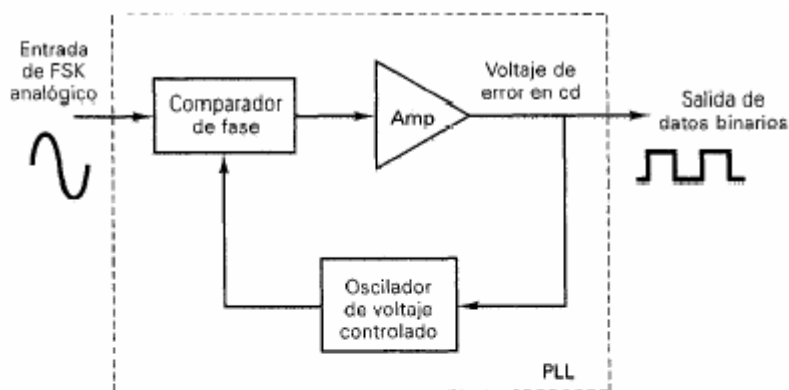 Entrada
de FSK
analógico
Comparador
de fase
Amp
Voltaje de
error en cd
Salida de
datos binarios
Oscilador
de voltaje
controlado
PLL